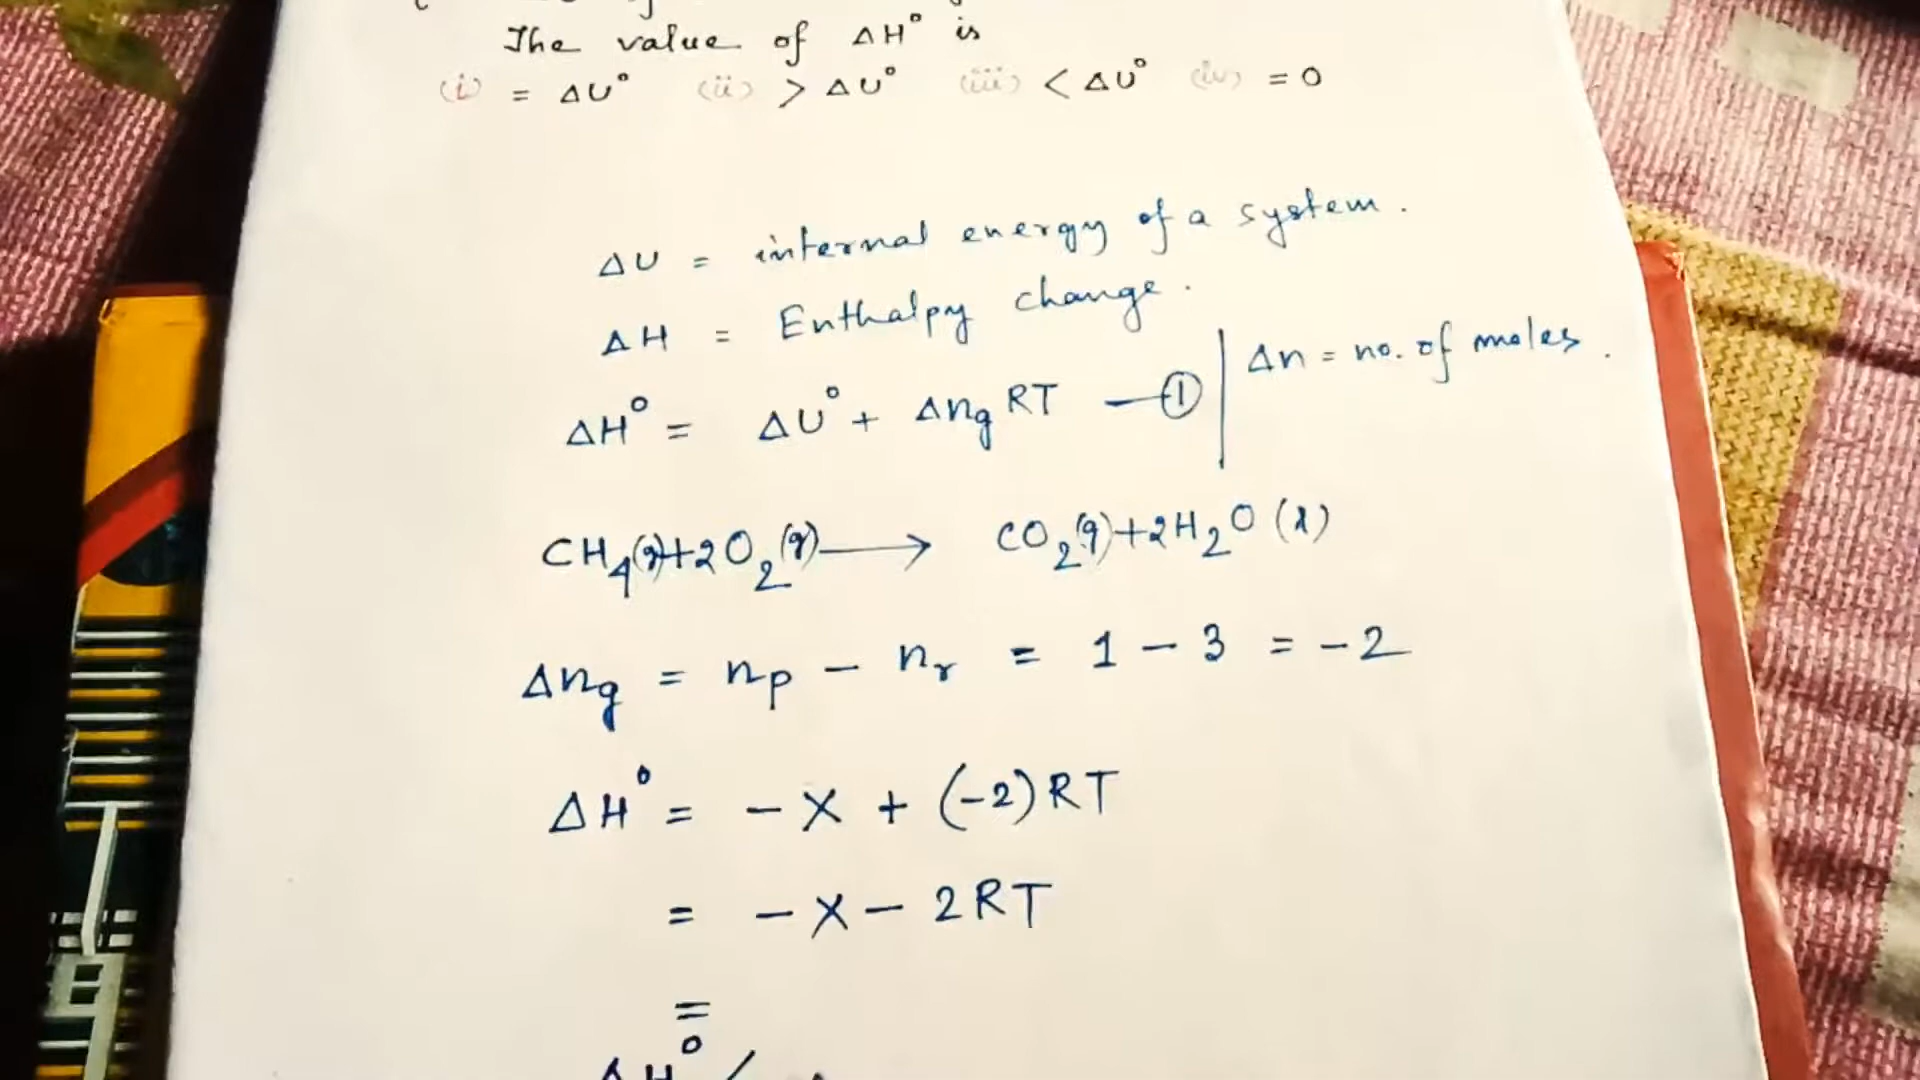 The value of ΔH° is
(i) = ΔU° (ii) > ΔU° (iii) < ΔU° (iv) = 0
ΔU = internal energy of a system.
ΔH = Enthalpy change.
ΔH° = ΔU° + Δng RT —① | Δn = no. of moles.
CH₄(g)+2O₂(g) ⟶ CO₂(g)+2H₂O (l)
Δng = np − nr = 1 − 3 = −2
ΔH° = −X + (−2)RT
= −X − 2RT
=
ΔH°